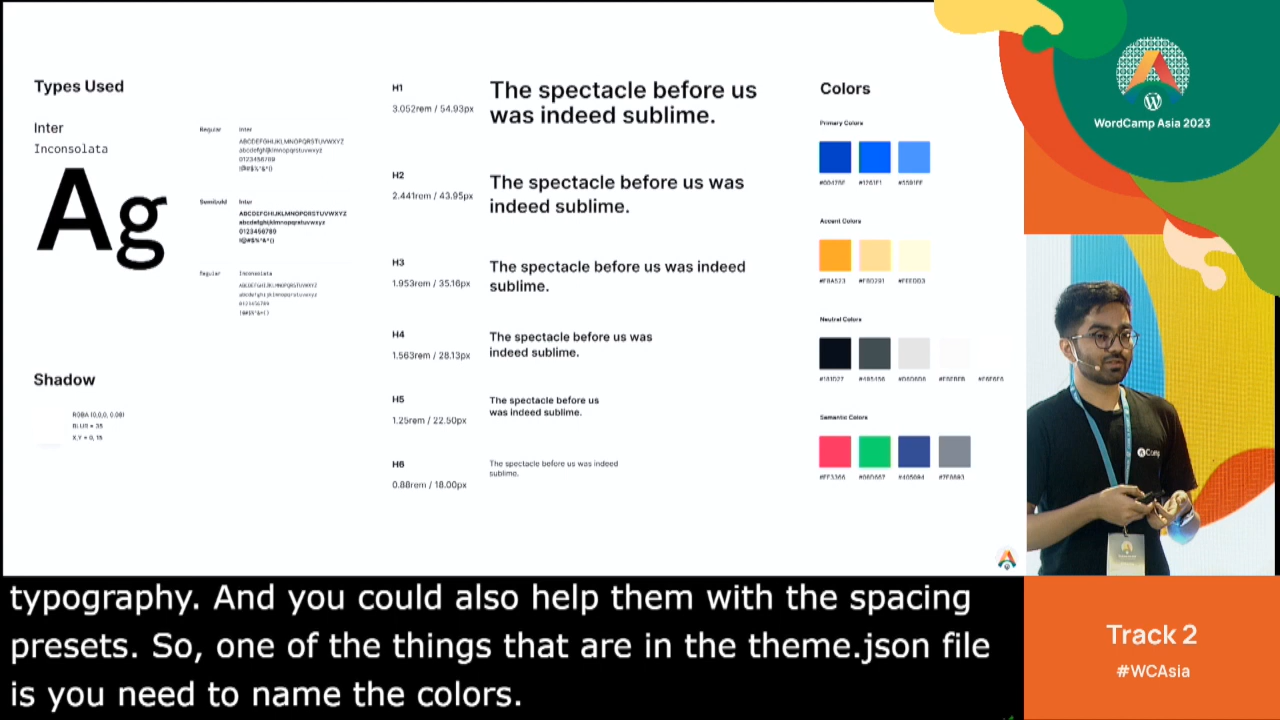 Types Used
Inter
Inconsolata
Ag
Regular
Inter
ABCDEFGHIJKLMNOPQRSTUVWXYZ
abcdefghijklmnopqrstuvwxyz
0123456789
Semibold
Inter
ABCDEFGHIJKLMNOPQRSTUVWXYZ
abcdefghijklmnopqrstuvwxyz
0123456789
Regular
Inconsolata
ABCDEFGHIJKLMNOPQRSTUVWXYZ
abcdefghijklmnopqrstuvwxyz
0123456789
Shadow
RGBA (0,0,0, 0.08)
BLUR = 35
X,Y = 0, 15
H1
3.052rem / 54.93px
The spectacle before us
was indeed sublime.
H2
2.441rem / 43.95px
The spectacle before us was
indeed sublime.
H3
1.953rem / 35.16px
The spectacle before us was indeed
sublime.
H4
1.563rem / 28.13px
The spectacle before us was
indeed sublime.
H5
1.25rem / 22.50px
The spectacle before us
was indeed sublime.
H6
0.88rem / 18.00px
The spectacle before us was indeed
sublime.
Colors
Primary Colors
Accent Colors
Neutral Colors
Semantic Colors
#FF3366
WordCamp Asia 2023
Camp
typography. And you could also help them with the spacing
presets. So, one of the things that are in the theme.json file
is you need to name the colors.
Track 2
#WCAsia